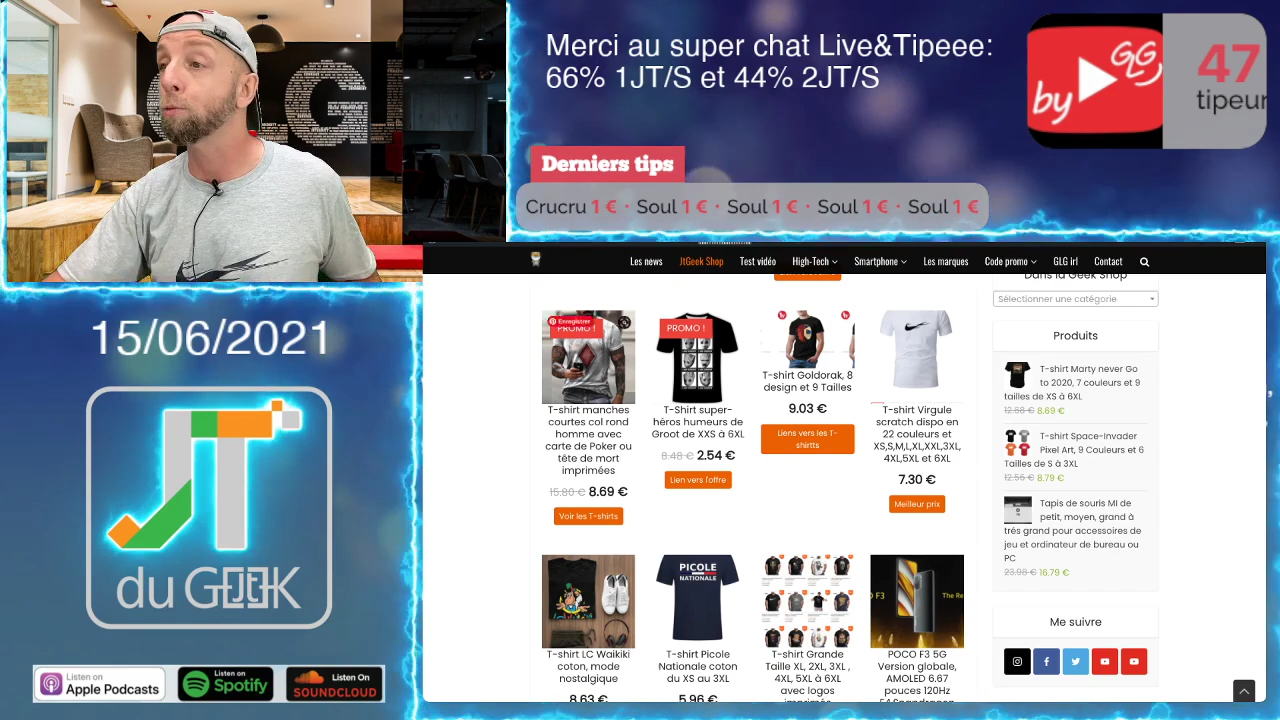 Merci au super chat Live&Tipeee:
66% 1JT/S et 44% 2JT/S
by GGL
47
tipeur
Derniers tips
Crucru 1 € · Soul 1 € · Soul 1 € · Soul 1 € · Soul 1 €
15/06/2021
JT
du GEEK
Listen on
Apple Podcasts
Listen on
Spotify
Listen On
SOUNDCLOUD
Les news
JtGeek Shop
Test vidéo
High-Tech
Smartphone
Les marques
Code promo
GLG irl
Contact
Enregistrer
PROMO !
T-shirt manches
courtes col rond
homme avec
carte de Poker ou
tête de mort
imprimées
15.80 € 8.69 €
Voir les T-shirts
PROMO !
T-Shirt super-
héros humeurs de
Groot de XXS à 6XL
8.48 € 2.54 €
Lien vers l'offre
T-shirt Goldorak, 8
design et 9 Tailles
9.03 €
Liens vers les T-
shirtts
T-shirt Virgule
scratch dispo en
22 couleurs et
XS,S,M,L,XL,XXL,3XL,
4XL,5XL et 6XL
7.30 €
Meilleur prix
T-shirt LC Waikiki
coton, mode
nostalgique
8.63 €
PICOLE
NATIONALE
T-shirt Picole
Nationale coton
du XS au 3XL
5.96 €
T-shirt Grande
Taille XL, 2XL, 3XL ,
4XL, 5XL à 6XL
avec logos
imprimés
F3
The Re
POCO F3 5G
Version globale,
AMOLED 6.67
pouces 120Hz
Dans la Geek Shop
Sélectionner une catégorie
Produits
T-shirt Marty never Go
to 2020, 7 couleurs et 9
tailles de XS à 6XL
12.68 € 8.69 €
T-shirt Space-Invader
Pixel Art, 9 Couleurs et 6
Tailles de S à 3XL
12.56 € 8.79 €
Tapis de souris MI de
petit, moyen, grand à
trés grand pour accessoires de
jeu et ordinateur de bureau ou
PC
23.98 € 16.79 €
Me suivre